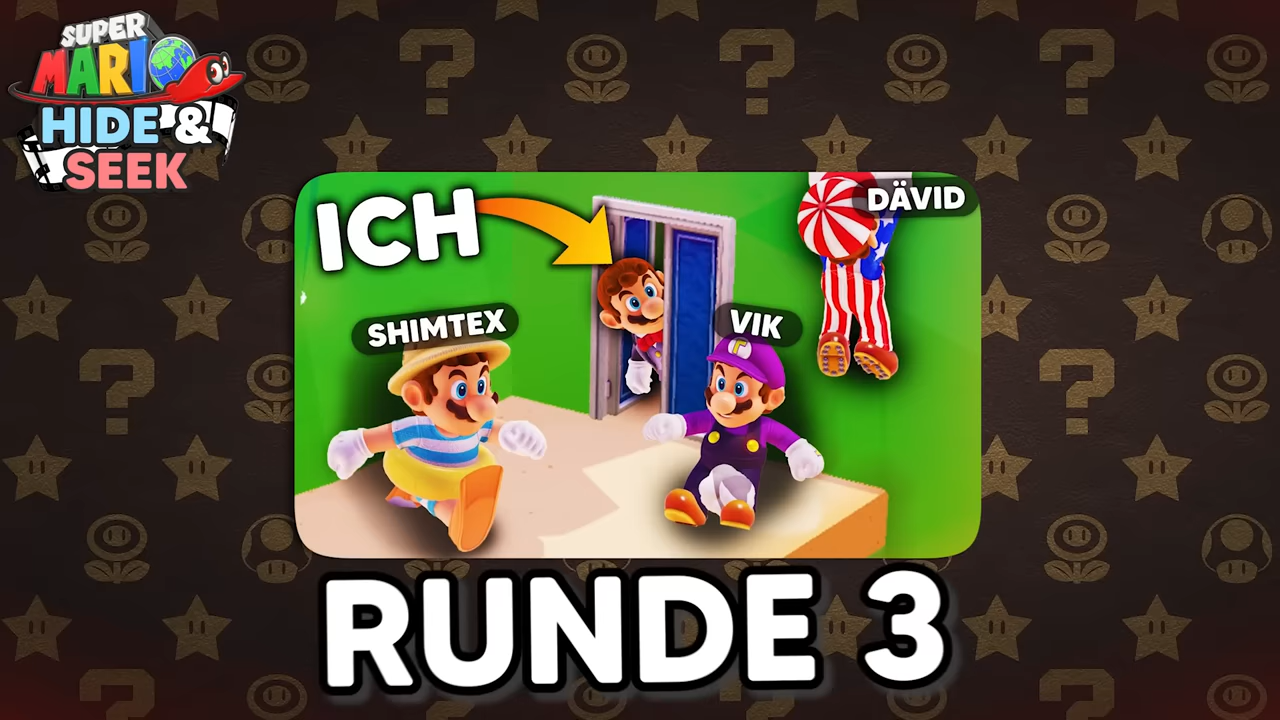 SUPER
MARIO
HIDE &
SEEK
ICH
DÄVID
SHIMTEX
VIK
RUNDE 3